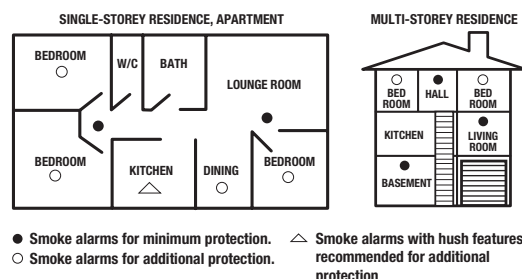 SINGLE-STOREY RESIDENCE, APARTMENT
BEDROOM
W/C
BATH
LOUNGE ROOM
BEDROOM
KITCHEN
DINING
BEDROOM
MULTI-STOREY RESIDENCE
BED
ROOM
HALL
BED
ROOM
KITCHEN
LIVING
ROOM
BASEMENT
Smoke alarms for minimum protection.
Smoke alarms for additional protection.
Smoke alarms with hush features
recommended for additional
protection